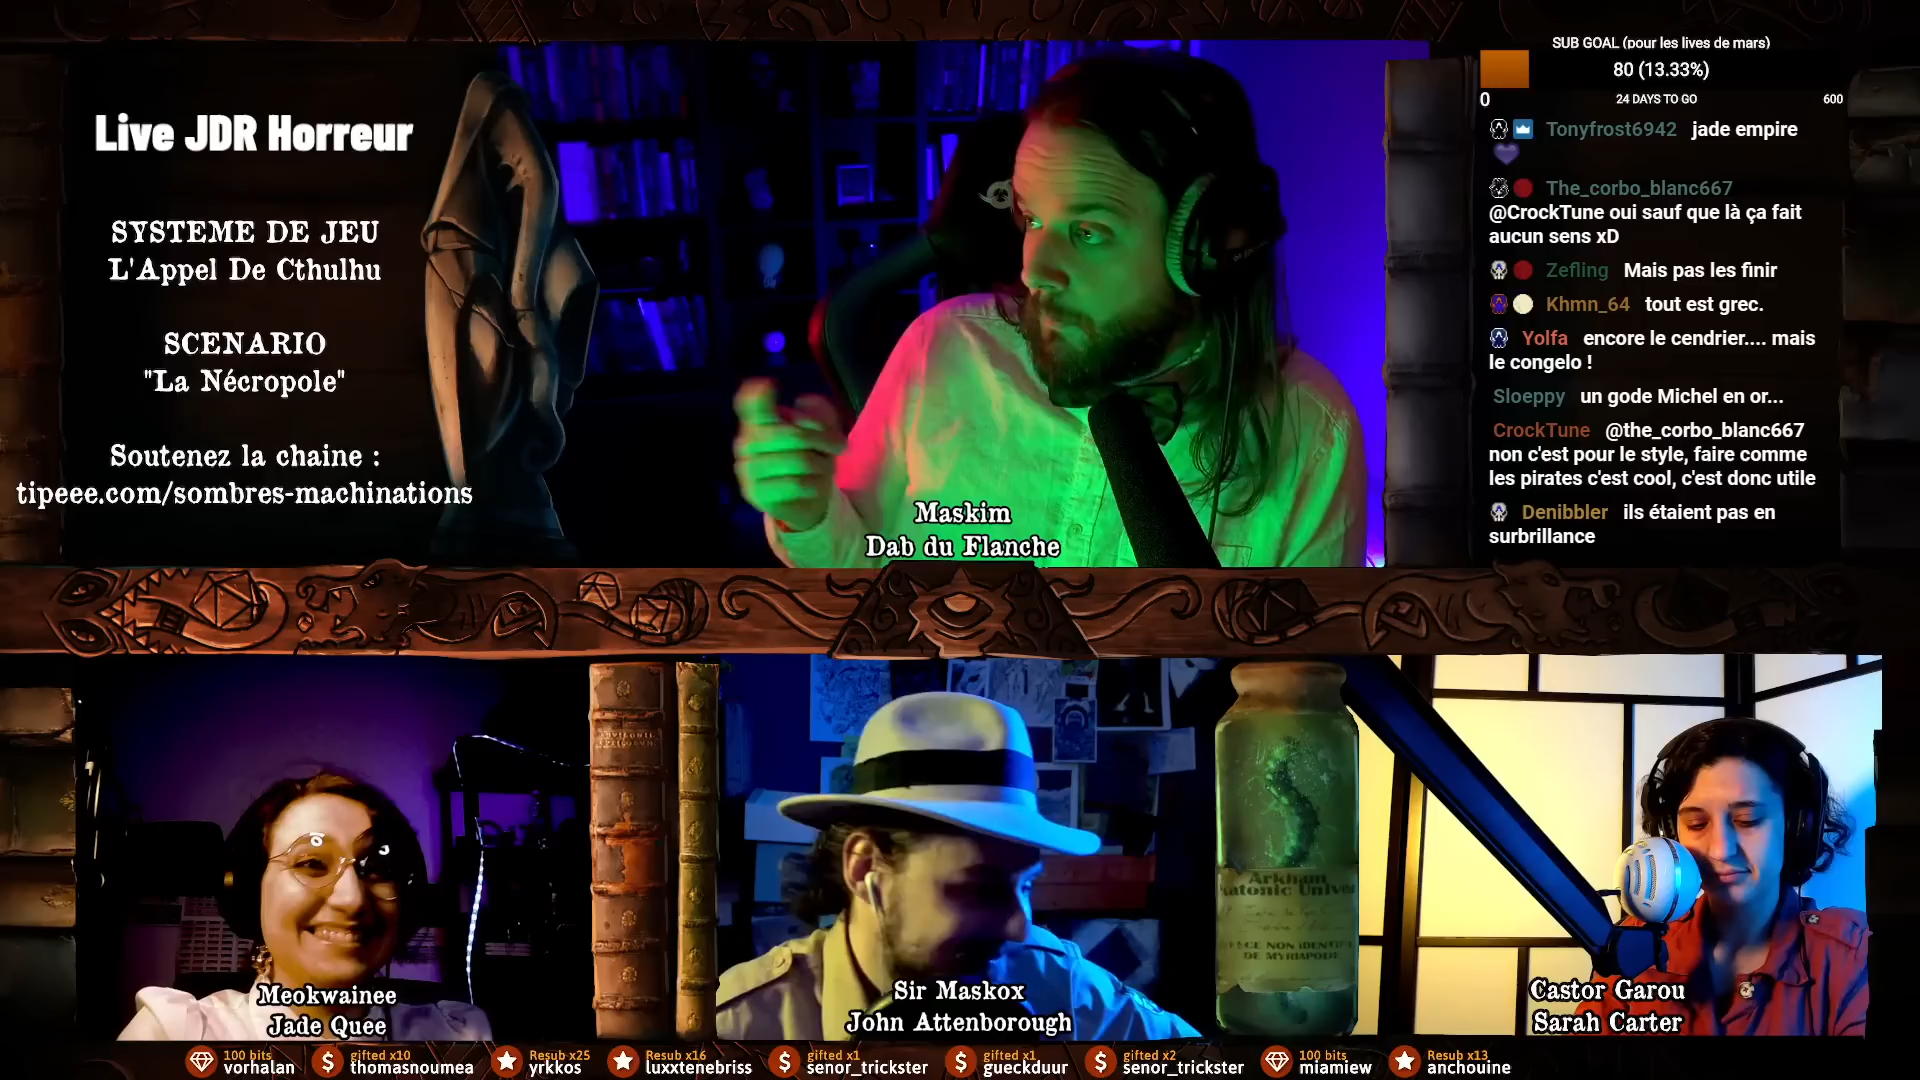 Live JDR Horreur
SYSTEME DE JEU
L'Appel De Cthulhu
SCENARIO
"La Nécropole"
Soutenez la chaine :
tipeee.com/sombres-machinations
Maskim
Dab du Flanche
SUB GOAL (pour les lives de mars)
80 (13.33%)
0
24 DAYS TO GO
600
Tonyfrost6942 jade empire
The_corbo_blanc667
@CrockTune oui sauf que là ça fait
aucun sens xD
Zefling Mais pas les finir
Khmn_64 tout est grec.
Yolfa encore le cendrier.... mais
le congelo !
Sloeppy un gode Michel en or...
CrockTune @the_corbo_blanc667
non c'est pour le style, faire comme
les pirates c'est cool, c'est donc utile
Denibbler ils étaient pas en
surbrillance
Meokwainee
Jade Quee
Sir Maskox
John Attenborough
Arkham
Castor Garou
Sarah Carter
100 bits
vorhalan
gifted x10
thomasnoumea
Resub x25
yrkkos
Resub x16
luxxtenebriss
gifted x1
senor_trickster
gifted x1
gueckduur
gifted x2
senor_trickster
100 bits
miamiew
Resub x13
anchouine